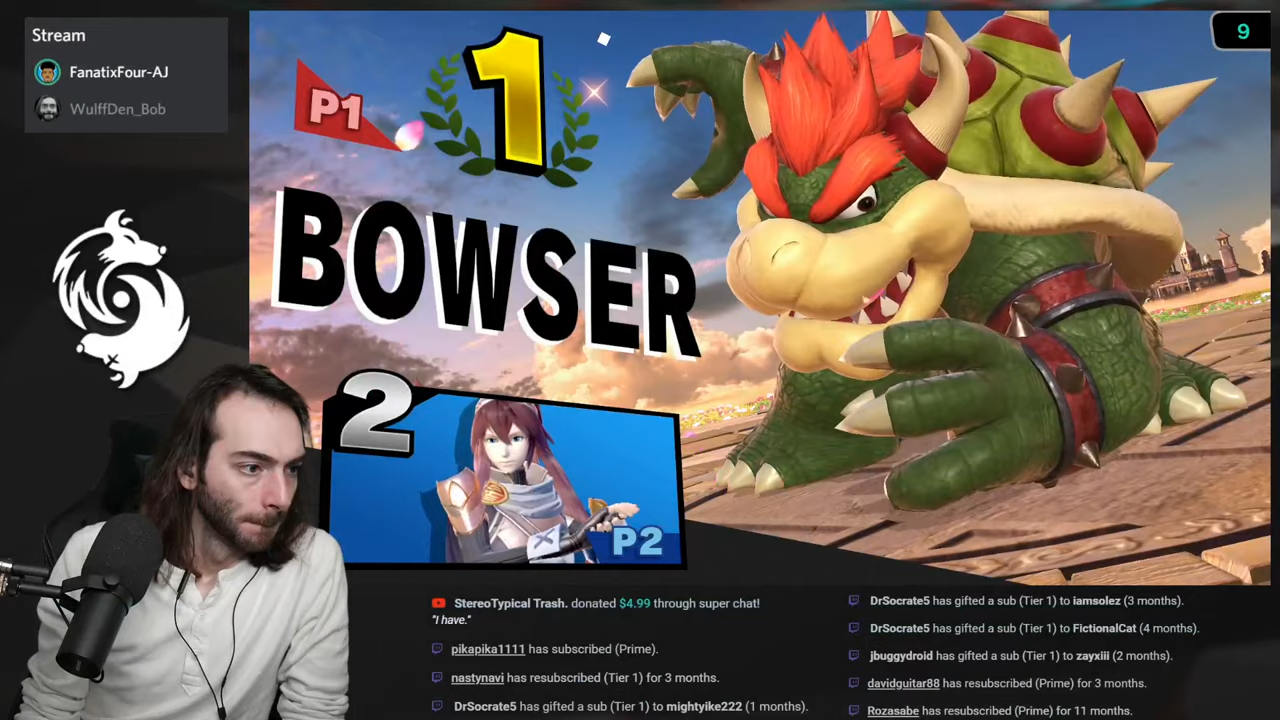 Stream
FanatixFour-AJ
WulffDen_Bob
9
P1
1
BOWSER
2
P2
StereoTypical Trash. donated $4.99 through super chat!
"I have."
pikapika1111 has subscribed (Prime).
nastynavi has resubscribed (Tier 1) for 3 months.
DrSocrate5 has gifted a sub (Tier 1) to mightyike222 (1 months).
DrSocrate5 has gifted a sub (Tier 1) to iamsolez (3 months).
DrSocrate5 has gifted a sub (Tier 1) to FictionalCat (4 months).
jbuggydroid has gifted a sub (Tier 1) to zayxiii (2 months).
davidguitar88 has resubscribed (Prime) for 3 months.
Rozasabe has resubscribed (Prime) for 11 months.